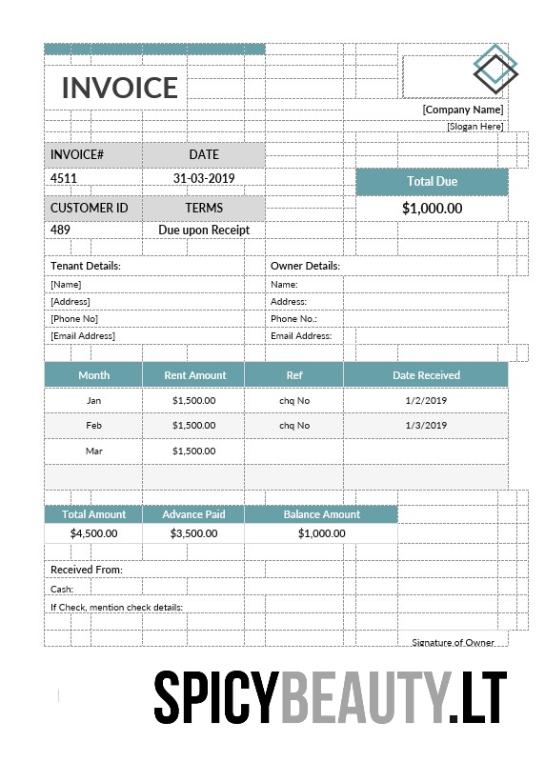 INVOICE
[Company Name]
[Slogan Here]
INVOICE# DATE
4511 31-03-2019
Total Due
CUSTOMER ID TERMS
$1,000.00
489 Due upon Receipt
Tenant Details: Owner Details:
[Name] Name:
[Address] Address:
[Phone No] Phone No.:
[Email Address] Email Address:
Month Rent Amount Ref Date Received
Jan $1,500.00 chq No 1/2/2019
Feb $1,500.00 chq No 1/3/2019
Mar $1,500.00
Total Amount Advance Paid Balance Amount
$4,500.00 $3,500.00 $1,000.00
Received From:
Cash:
If Check, mention check details:
Signature of Owner
SPICYBEAUTY.LT